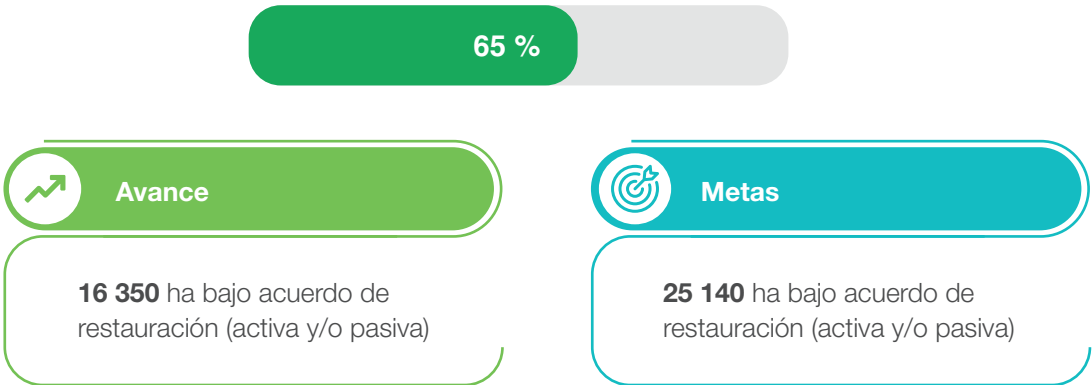 65 %
Avance
16 350 ha bajo acuerdo de
restauración (activa y/o pasiva)
Metas
25 140 ha bajo acuerdo de
restauración (activa y/o pasiva)